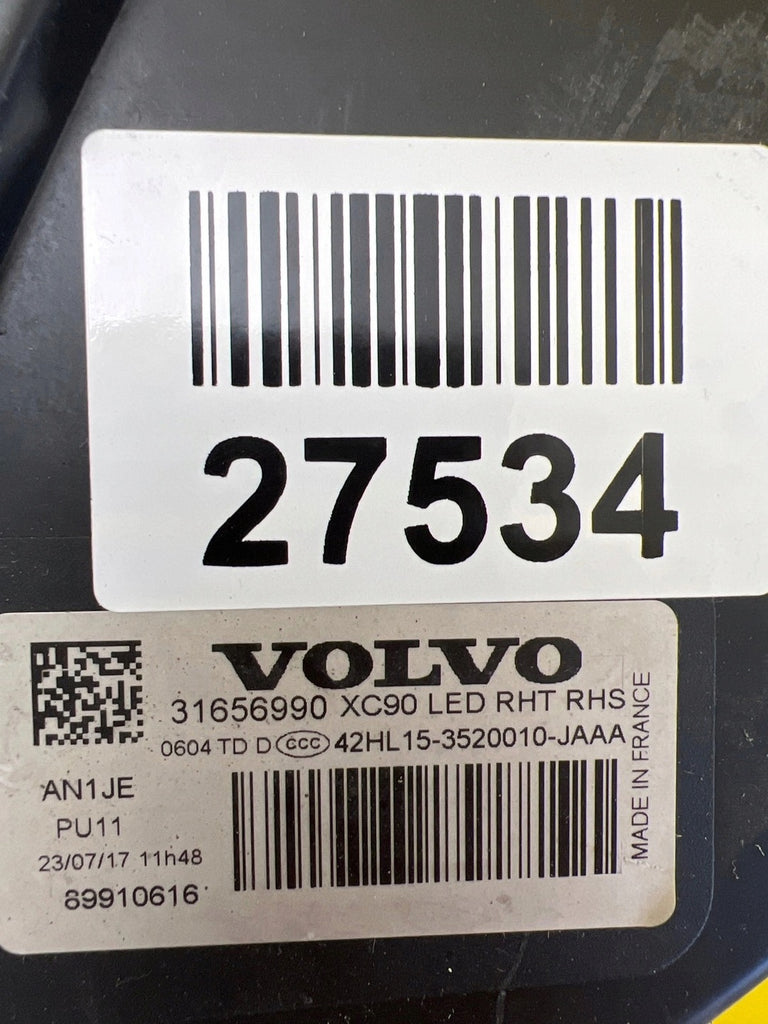 27534
VOLVO
31656990 XC90 LED RHT RHS
0604 TD D CCC 42HL15-3520010-JAAA
MADE IN FRANCE
AN1JE
PU11
23/07/17 11h48
89910616